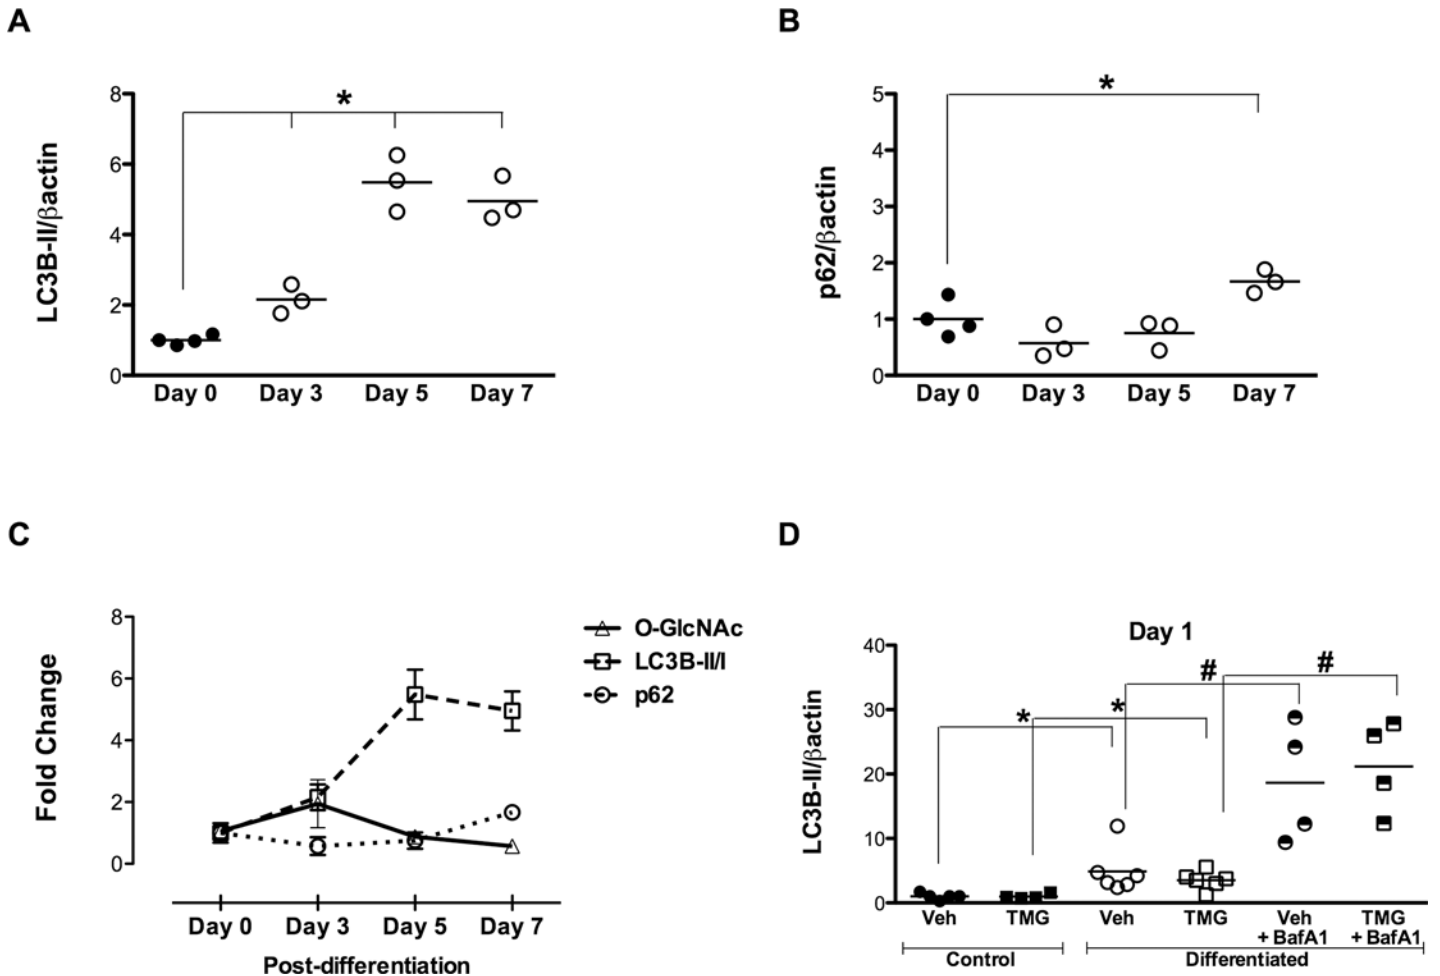 A
8
6
4
2
0
LC3B-II/βactin
*
Day 0 Day 3 Day 5 Day 7
B
5
4
3
2
1
0
p62/βactin
*
Day 0 Day 3 Day 5 Day 7
C
8
6
4
2
0
Fold Change
O-GlcNAc
LC3B-II/I
p62
Day 0 Day 3 Day 5 Day 7
Post-differentiation
D
Day 1
40
30
20
10
0
LC3B-II/βactin
* * # #
Veh TMG Veh TMG Veh TMG
+ BafA1 + BafA1
Control Differentiated